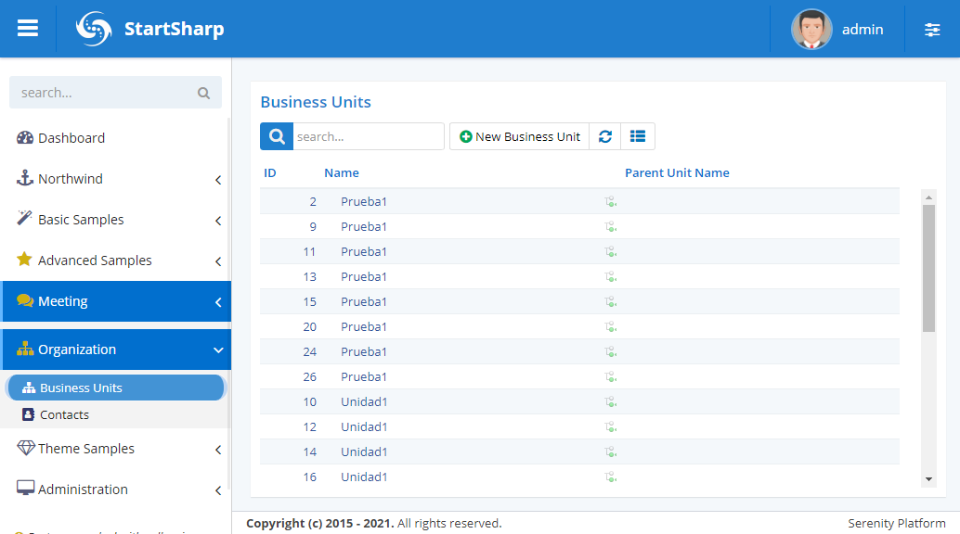 StartSharp
admin
search...
Dashboard
Northwind
Basic Samples
Advanced Samples
Meeting
Organization
Business Units
Contacts
Theme Samples
Administration
Business Units
search...
New Business Unit
ID Name Parent Unit Name
2 Prueba1
9 Prueba1
11 Prueba1
13 Prueba1
15 Prueba1
20 Prueba1
24 Prueba1
26 Prueba1
10 Unidad1
12 Unidad1
14 Unidad1
16 Unidad1
Copyright (c) 2015 - 2021. All rights reserved.
Serenity Platform